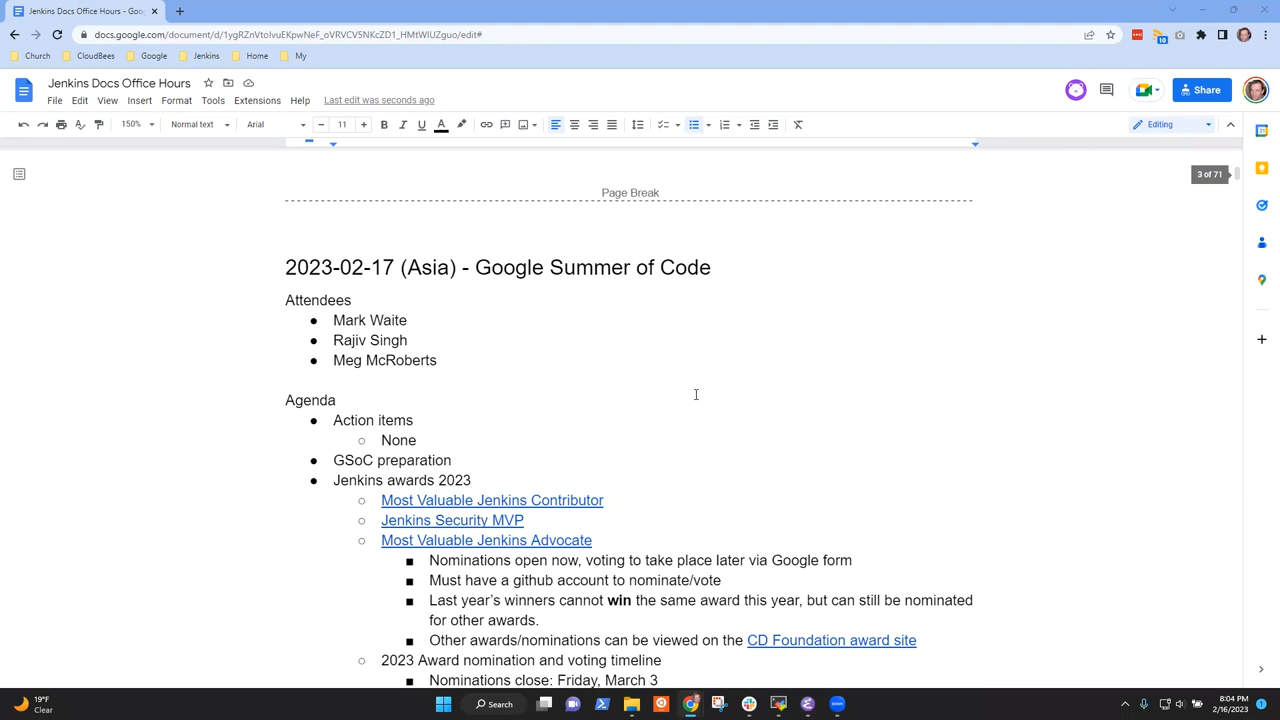 Jenkins Docs Office Hours - Goog
docs.google.com/document/d/1ygRZnVtoIvuEKpwNeF_oVRVCV5NKcZD1_HMtWIUZguo/edit#
Church CloudBees Google Jenkins Home My
Jenkins Docs Office Hours
File Edit View Insert Format Tools Extensions Help Last edit was seconds ago
Share
150% Normal text Arial 11 Editing
3 of 71
Page Break
2023-02-17 (Asia) - Google Summer of Code
Attendees
● Mark Waite
● Rajiv Singh
● Meg McRoberts
Agenda
● Action items
○ None
● GSoC preparation
● Jenkins awards 2023
○ Most Valuable Jenkins Contributor
○ Jenkins Security MVP
○ Most Valuable Jenkins Advocate
■ Nominations open now, voting to take place later via Google form
■ Must have a github account to nominate/vote
■ Last year's winners cannot win the same award this year, but can still be nominated
for other awards.
■ Other awards/nominations can be viewed on the CD Foundation award site
○ 2023 Award nomination and voting timeline
■ Nominations close: Friday, March 3
19°F
Clear
Search
8:04 PM
2/16/2023